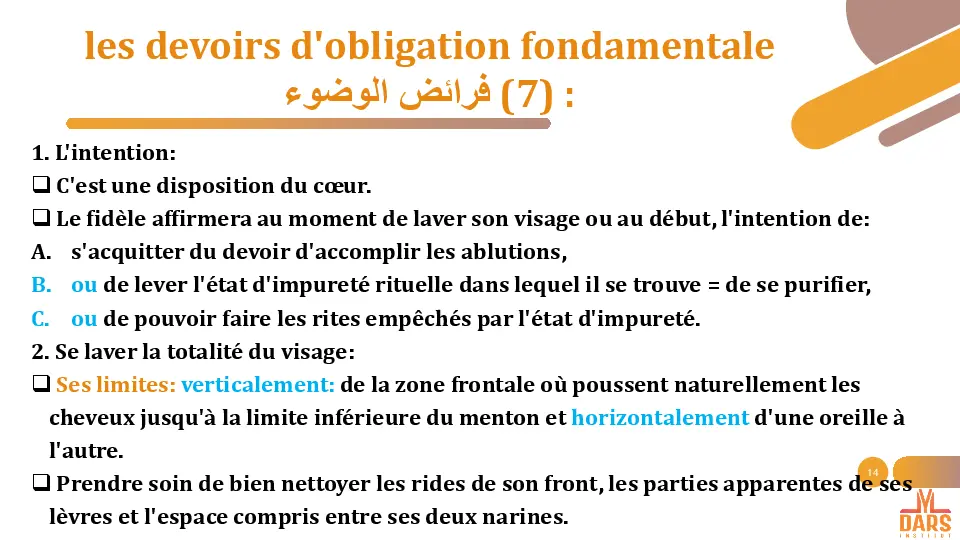 les devoirs d'obligation fondamentale
فرائض الوضوء (7) :
1. L'intention:
❑ C'est une disposition du cœur.
❑ Le fidèle affirmera au moment de laver son visage ou au début, l'intention de:
A. s'acquitter du devoir d'accomplir les ablutions,
B. ou de lever l'état d'impureté rituelle dans lequel il se trouve = de se purifier,
C. ou de pouvoir faire les rites empêchés par l'état d'impureté.
2. Se laver la totalité du visage:
❑ Ses limites: verticalement: de la zone frontale où poussent naturellement les
cheveux jusqu'à la limite inférieure du menton et horizontalement d'une oreille à
l'autre.
14
❑ Prendre soin de bien nettoyer les rides de son front, les parties apparentes de ses
lèvres et l'espace compris entre ses deux narines.
DARS
INSTITUT